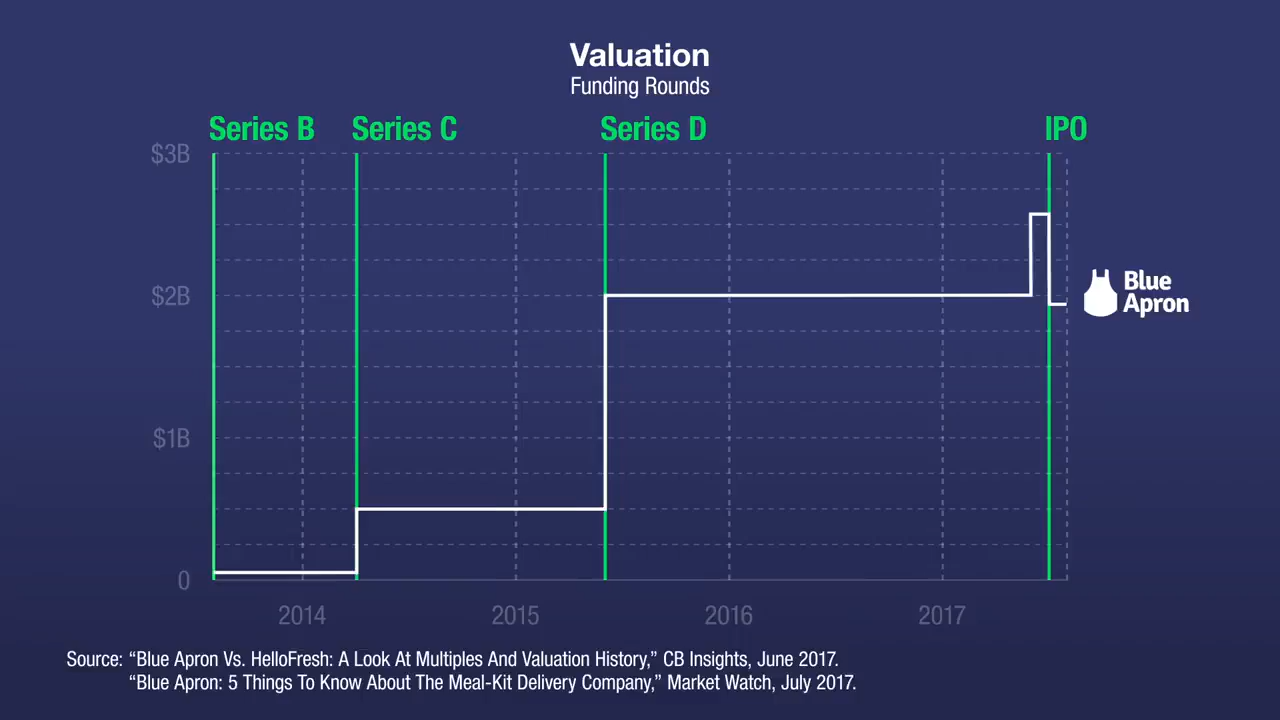 Valuation
Funding Rounds
Series B Series C Series D IPO
$3B
$2B
$1B
0
Blue
Apron
2014 2015 2016 2017
Source: “Blue Apron Vs. HelloFresh: A Look At Multiples And Valuation History,” CB Insights, June 2017.
“Blue Apron: 5 Things To Know About The Meal-Kit Delivery Company,” Market Watch, July 2017.